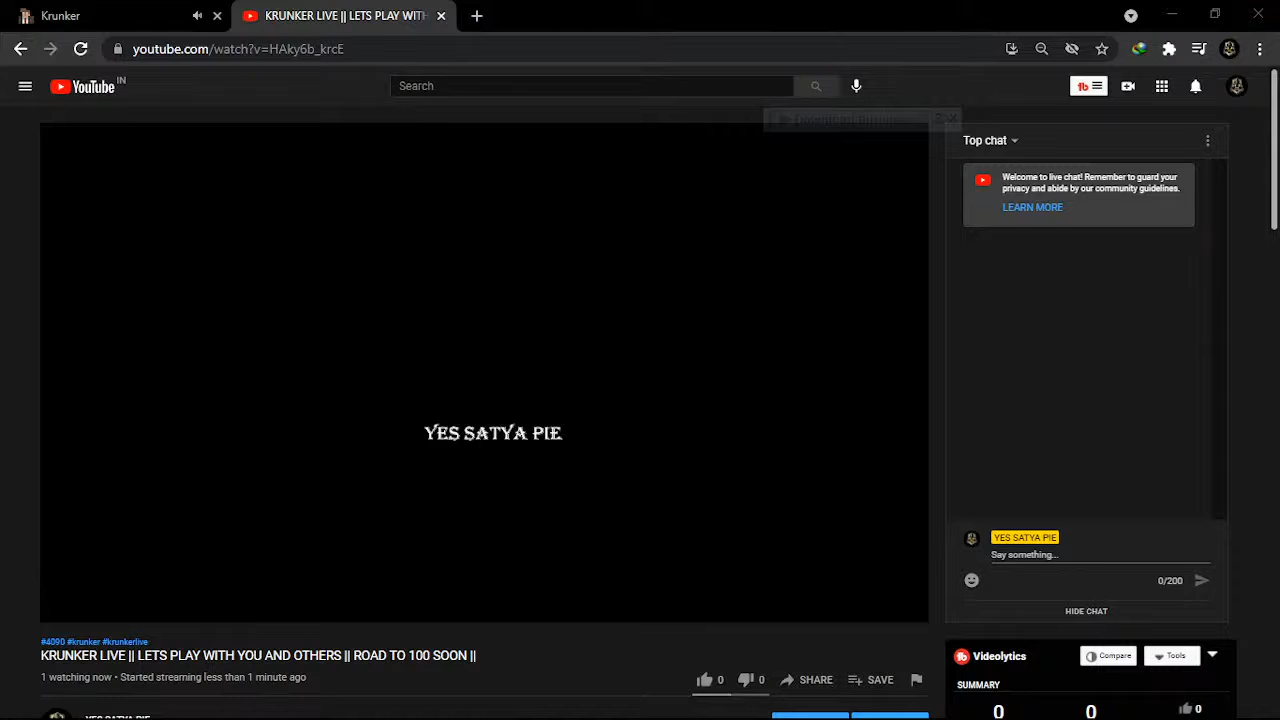 Krunker
KRUNKER LIVE || LETS PLAY WITH
youtube.com/watch?v=HAky6b_krcE
YouTube IN
Search
Top chat
Welcome to live chat! Remember to guard your
privacy and abide by our community guidelines.
LEARN MORE
YES SATYA PIE
YES SATYA PIE
Say something...
0/200
HIDE CHAT
#4090 #krunker #krunkerlive
KRUNKER LIVE || LETS PLAY WITH YOU AND OTHERS || ROAD TO 100 SOON ||
1 watching now • Started streaming less than 1 minute ago
0 0 SHARE SAVE
Videolytics Compare Tools
SUMMARY
0 0 0
YES SATYA PIE